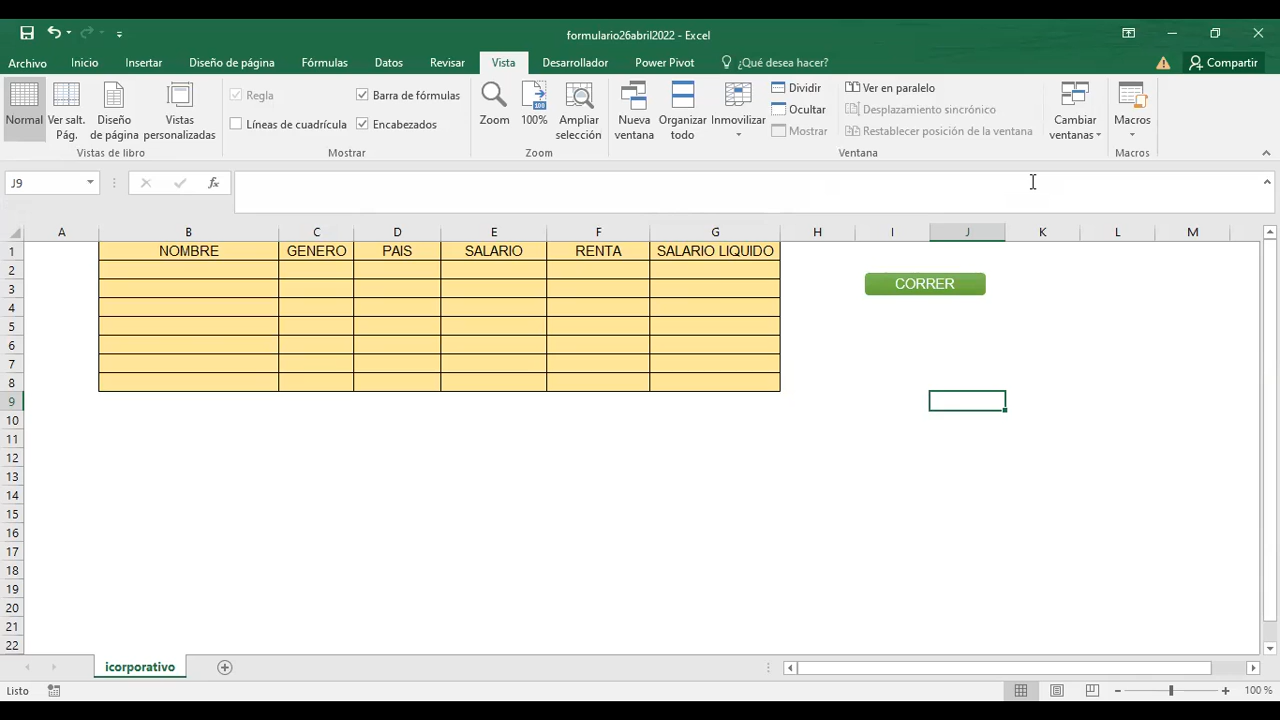 formulario26abril2022 - Excel
Archivo Inicio Insertar Diseño de página Fórmulas Datos Revisar Vista Desarrollador Power Pivot ¿Qué desea hacer? Compartir
Normal
Ver salt. Pág.
Diseño de página
Vistas personalizadas
Vistas de libro
Regla
Barra de fórmulas
Líneas de cuadrícula
Encabezados
Mostrar
Zoom
100%
Ampliar selección
Zoom
Nueva ventana
Organizar todo
Inmovilizar
Dividir
Ocultar
Mostrar
Ver en paralelo
Desplazamiento sincrónico
Restablecer posición de la ventana
Cambiar ventanas
Ventana
Macros
Macros
J9
fx
A B C D E F G H I J K L M
1 NOMBRE GENERO PAIS SALARIO RENTA SALARIO LIQUIDO
2
3
CORRER
4
5
6
7
8
9
10
11
12
13
14
15
16
17
18
19
20
21
22
icorporativo
Listo
100 %